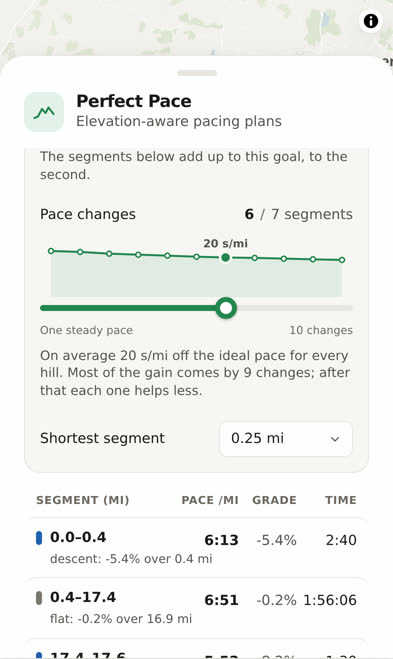 Perfect Pace
Elevation-aware pacing plans
The segments below add up to this goal, to the
second.
Pace changes 6 / 7 segments
20 s/mi
One steady pace 10 changes
On average 20 s/mi off the ideal pace for every
hill. Most of the gain comes by 9 changes; after
that each one helps less.
Shortest segment 0.25 mi
SEGMENT (MI) PACE /MI GRADE TIME
0.0–0.4 6:13 -5.4% 2:40
descent: -5.4% over 0.4 mi
0.4–17.4 6:51 -0.2% 1:56:06
flat: -0.2% over 16.9 mi
17.4–17.6